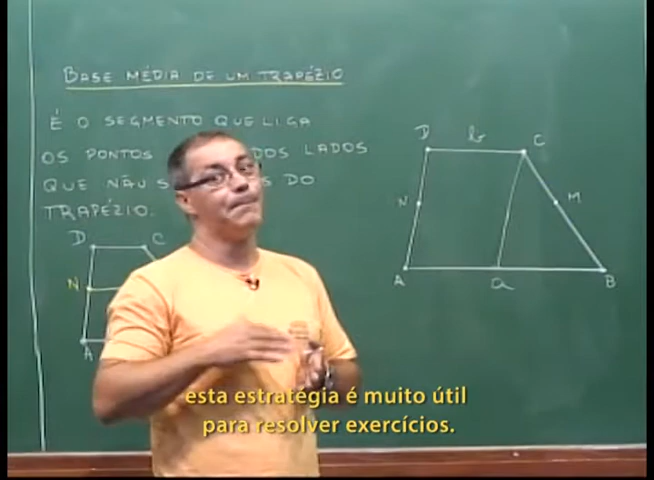 BASE MÉDIA DE UM TRAPÉZIO
É O SEGMENTO QUE LIGA
OS PONTOS DOS LADOS
QUE NÃO DO
TRAPÉZIO.
D C
N
A
D b C
N M
A a B
esta estratégia é muito útil
para resolver exercícios.